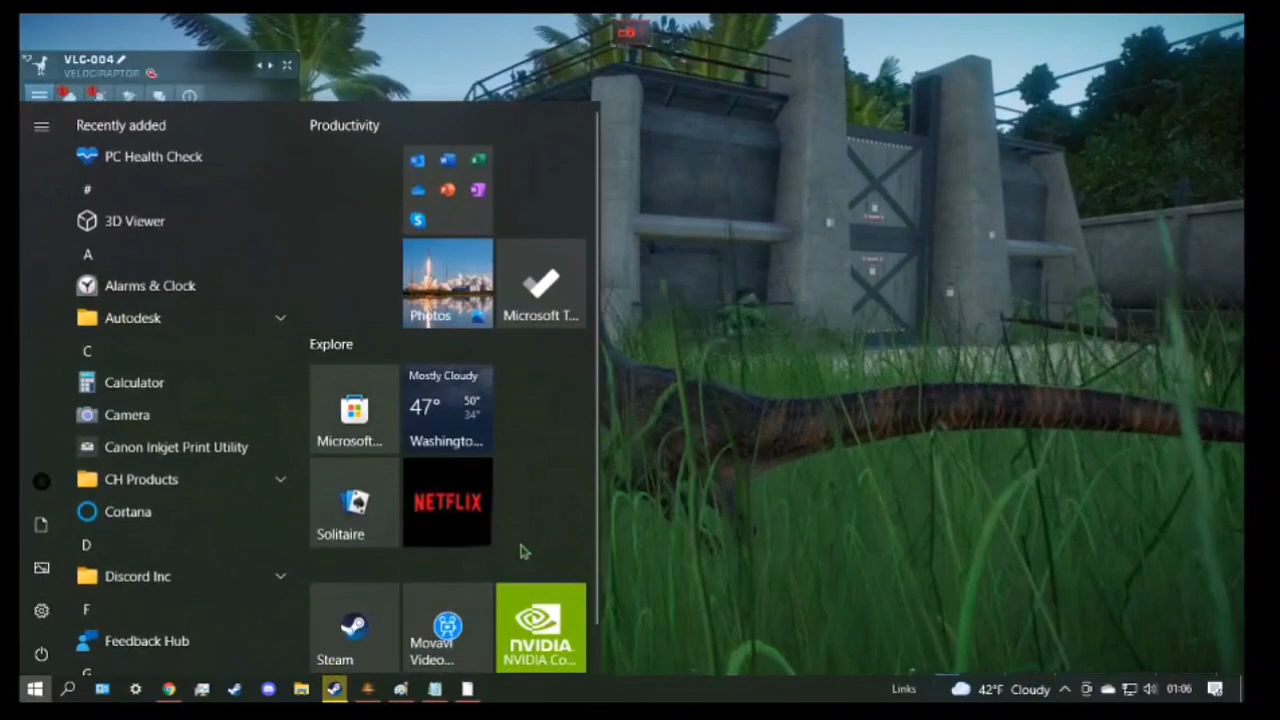 VLC-004
VELOCIRAPTOR
Recently added
PC Health Check
#
3D Viewer
A
Alarms & Clock
Autodesk
C
Calculator
Camera
Canon Inkjet Print Utility
CH Products
Cortana
D
Discord Inc
F
Feedback Hub
G
Productivity
Photos
Microsoft T...
Explore
Microsoft...
Mostly Cloudy
47° 50°
34°
Washingto...
Solitaire
NETFLIX
Steam
Movavi
Video...
NVIDIA
NVIDIA Co...
Links
42°F Cloudy
01:06